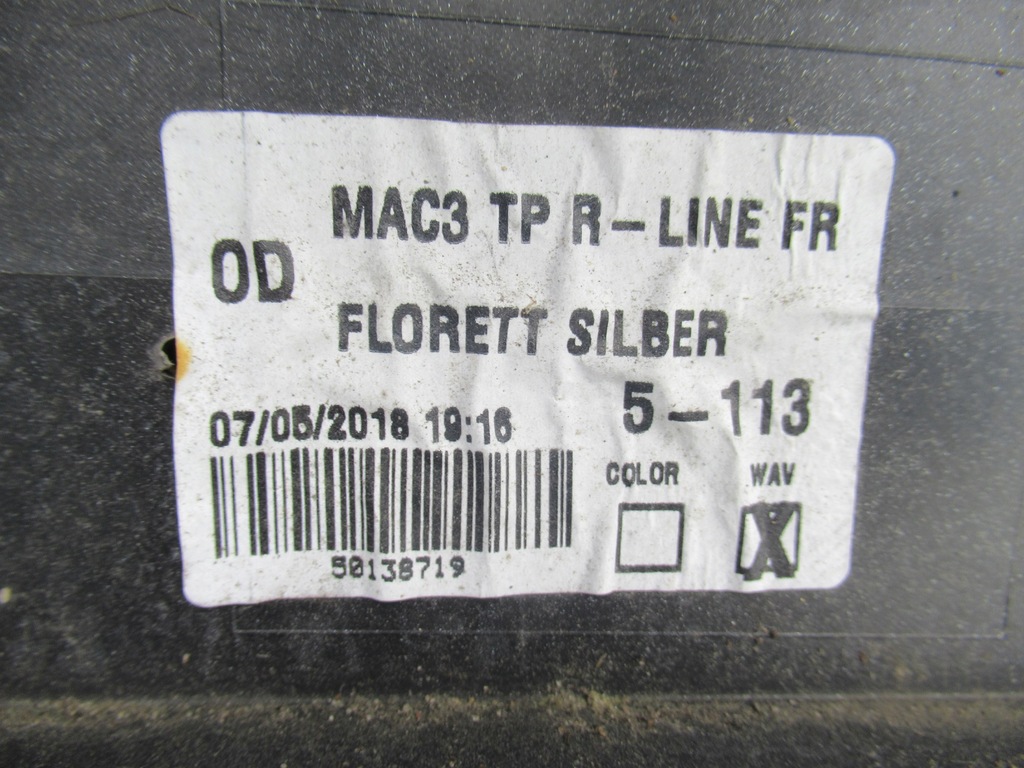 MAC3 TP R-LINE FR
OD
FLORETT SILBER
5-113
07/05/2018 19:16
COLOR WAV
X
50138719